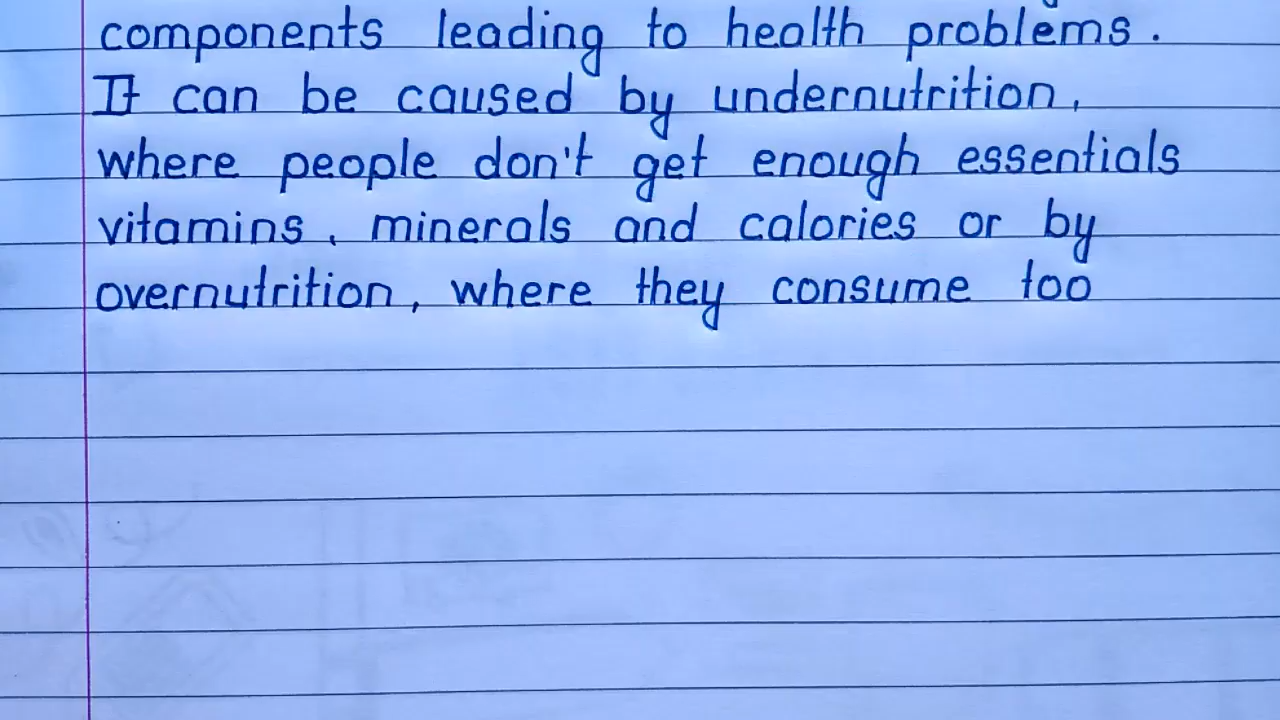 components leading to health problems.
It can be caused by undernutrition,
where people don't get enough essentials
vitamins, minerals and calories or by
overnutrition, where they consume too